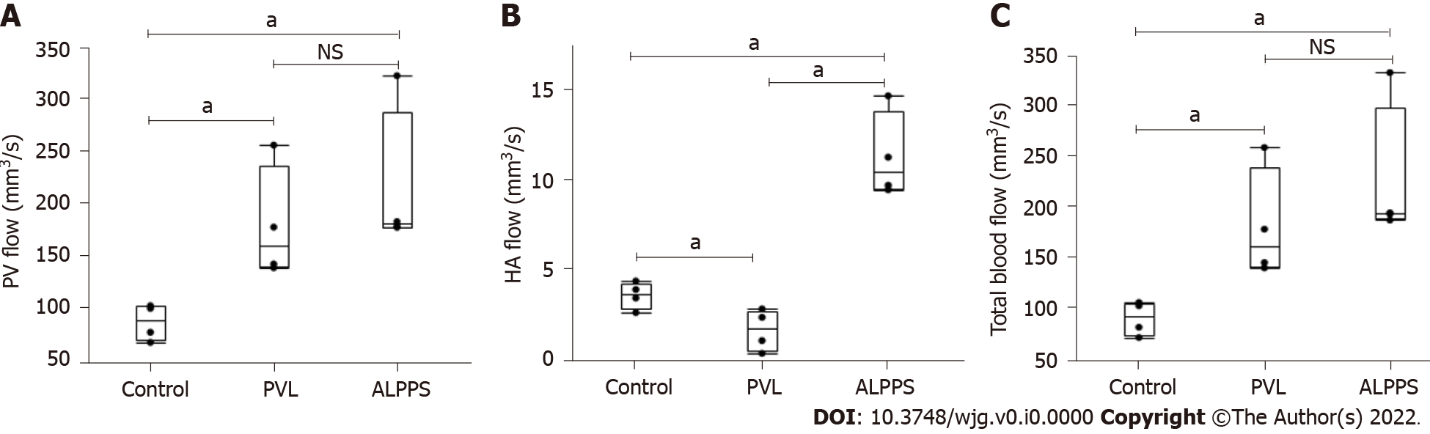 A
PV flow (mm³/s)
350
300
250
200
150
100
50
a
NS
a
Control PVL ALPPS
B
HA flow (mm³/s)
15
10
5
0
a
a
a
Control PVL ALPPS
C
Total blood flow (mm³/s)
350
300
250
200
150
100
50
a
NS
a
Control PVL ALPPS
DOI: 10.3748/wjg.v0.i0.0000 Copyright ©The Author(s) 2022.